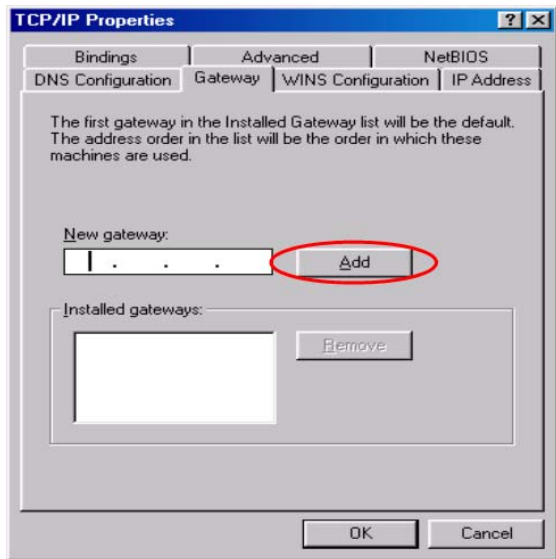 TCP/IP Properties
Bindings Advanced NetBIOS
DNS Configuration Gateway WINS Configuration IP Address
The first gateway in the Installed Gateway list will be the default.
The address order in the list will be the order in which these
machines are used.
New gateway:
. . . Add
Installed gateways:
Remove
OK Cancel